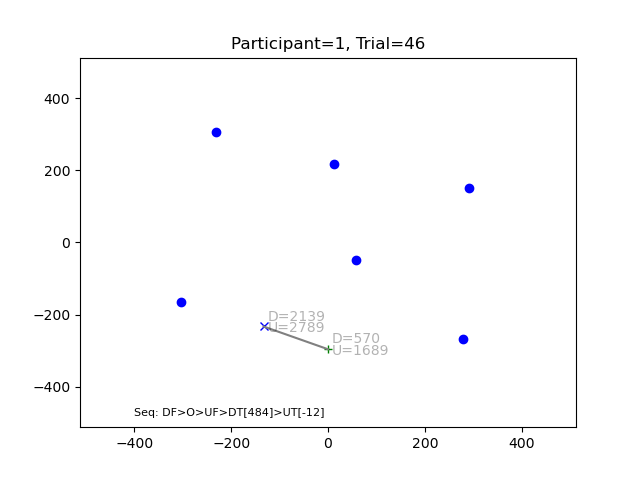 Participant=1, Trial=46
400
200
0
−200
−400
D=2139
U=2789
D=570
U=1689
Seq: DF>O>UF>DT[484]>UT[-12]
−400
−200
0
200
400